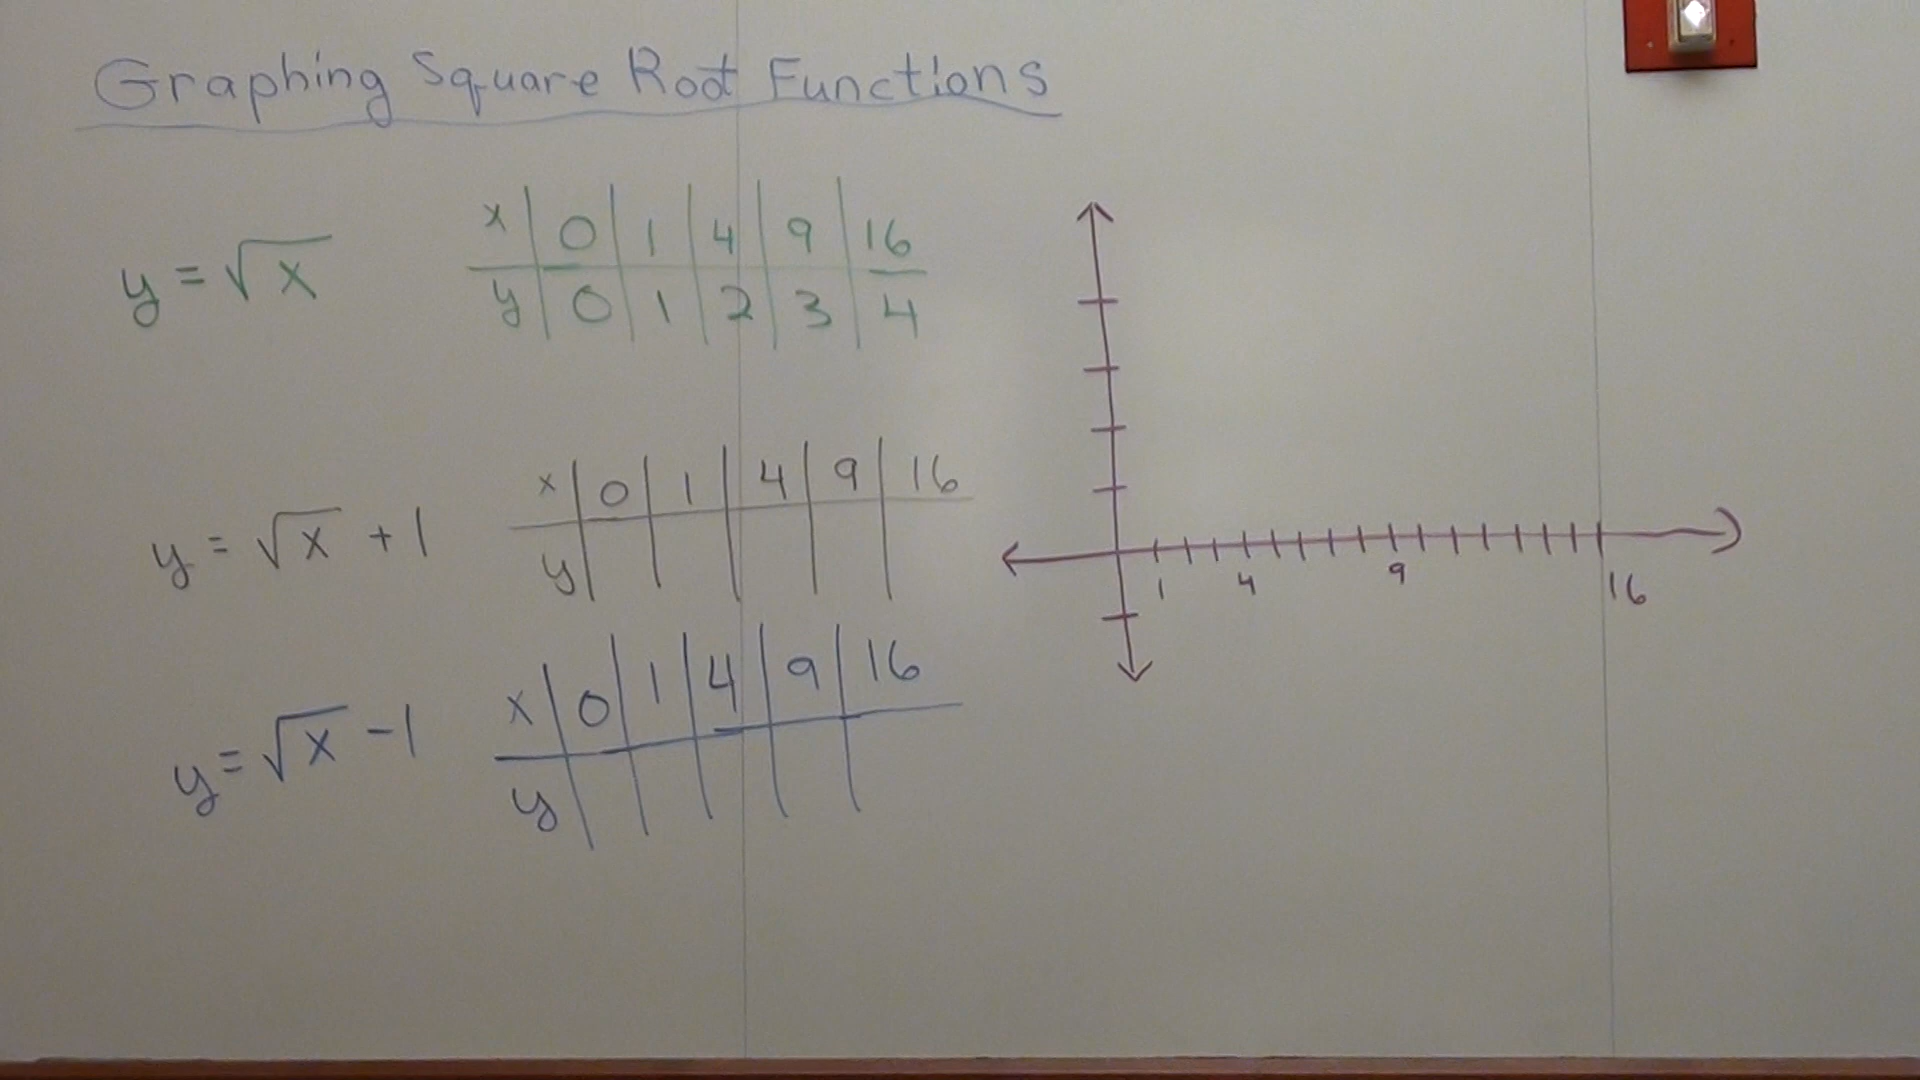 Graphing Square Root Functions
y = √x
x 0 1 4 9 16
y 0 1 2 3 4
y = √x + 1
x 0 1 4 9 16
y
y = √x - 1
x 0 1 4 9 16
y
1 4 9 16